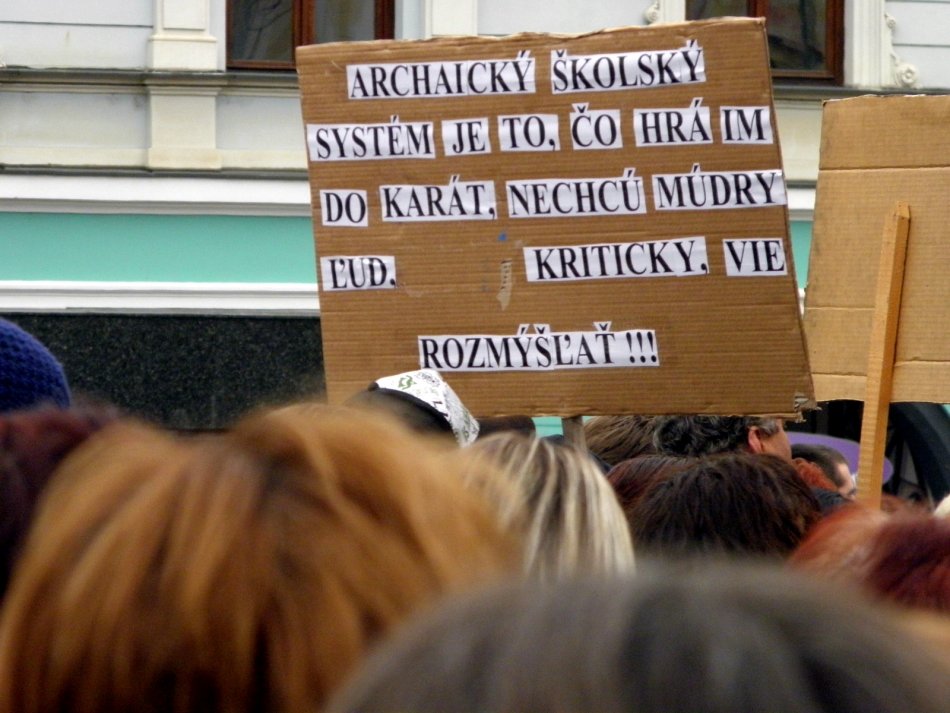 ARCHAICKÝ ŠKOLSKÝ
SYSTÉM JE TO, ČO HRÁ IM
DO KARÁT, NECHCÚ MÚDRY
ĽUD, KRITICKY, VIE
ROZMÝŠĽAŤ !!!